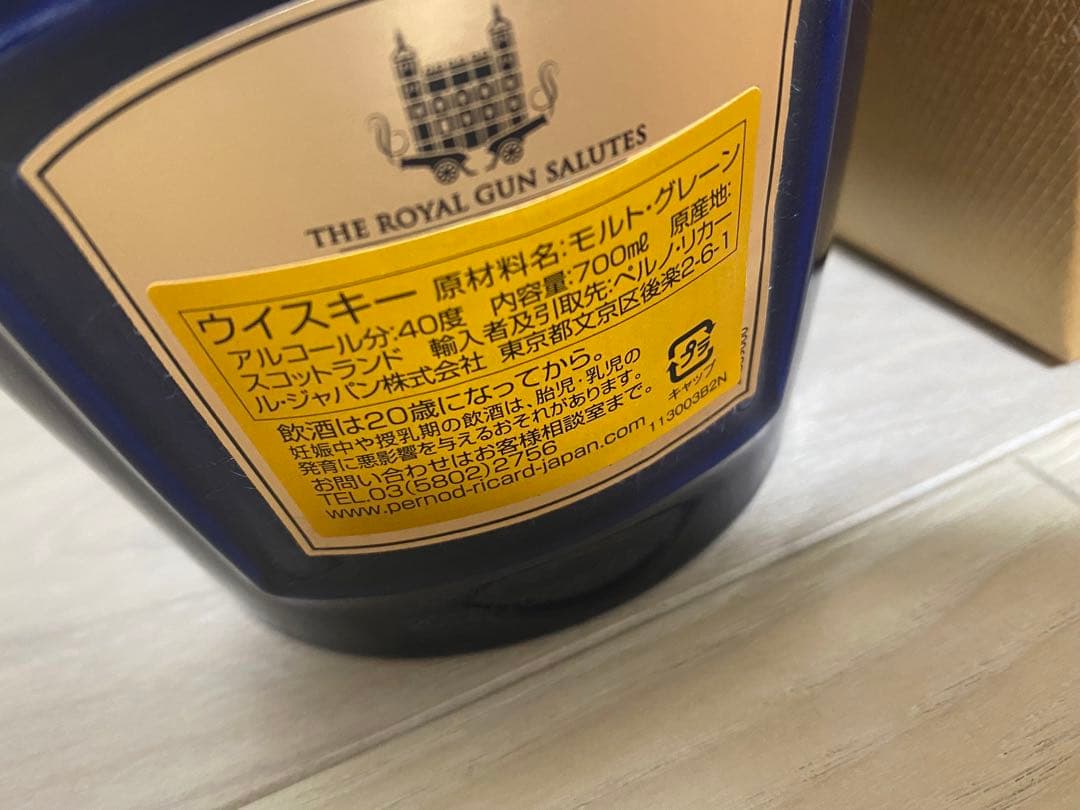 THE ROYAL GUN SALUTES
ウイスキー 原材料名:モルト・グレーン
アルコール分:40度 内容量:700mℓ 原産地:
スコットランド 輸入者及引取先:ペルノ・リカー
ル・ジャパン株式会社 東京都文京区後楽2-6-1
飲酒は20歳になってから。
妊娠中や授乳期の飲酒は、胎児・乳児の
発育に悪影響を与えるおそれがあります。
お問い合わせはお客様相談室まで。
TEL.03(5802)2756
www.pernod-ricard-japan.com
プラ
キャップ
113003B2N